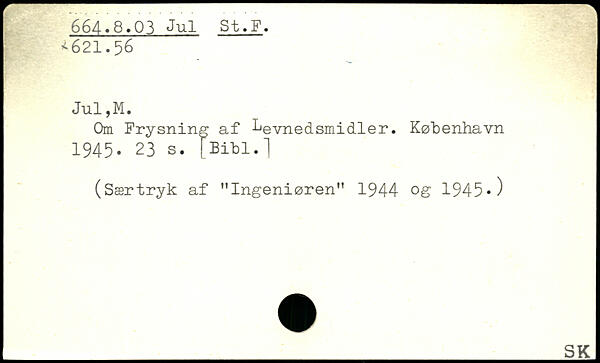 664.8.03 Jul St.F.
×621.56
Jul,M.
Om Frysning af Levnedsmidler. København
1945. 23 s. [Bibl.]
(Særtryk af "Ingeniøren" 1944 og 1945.)
SK